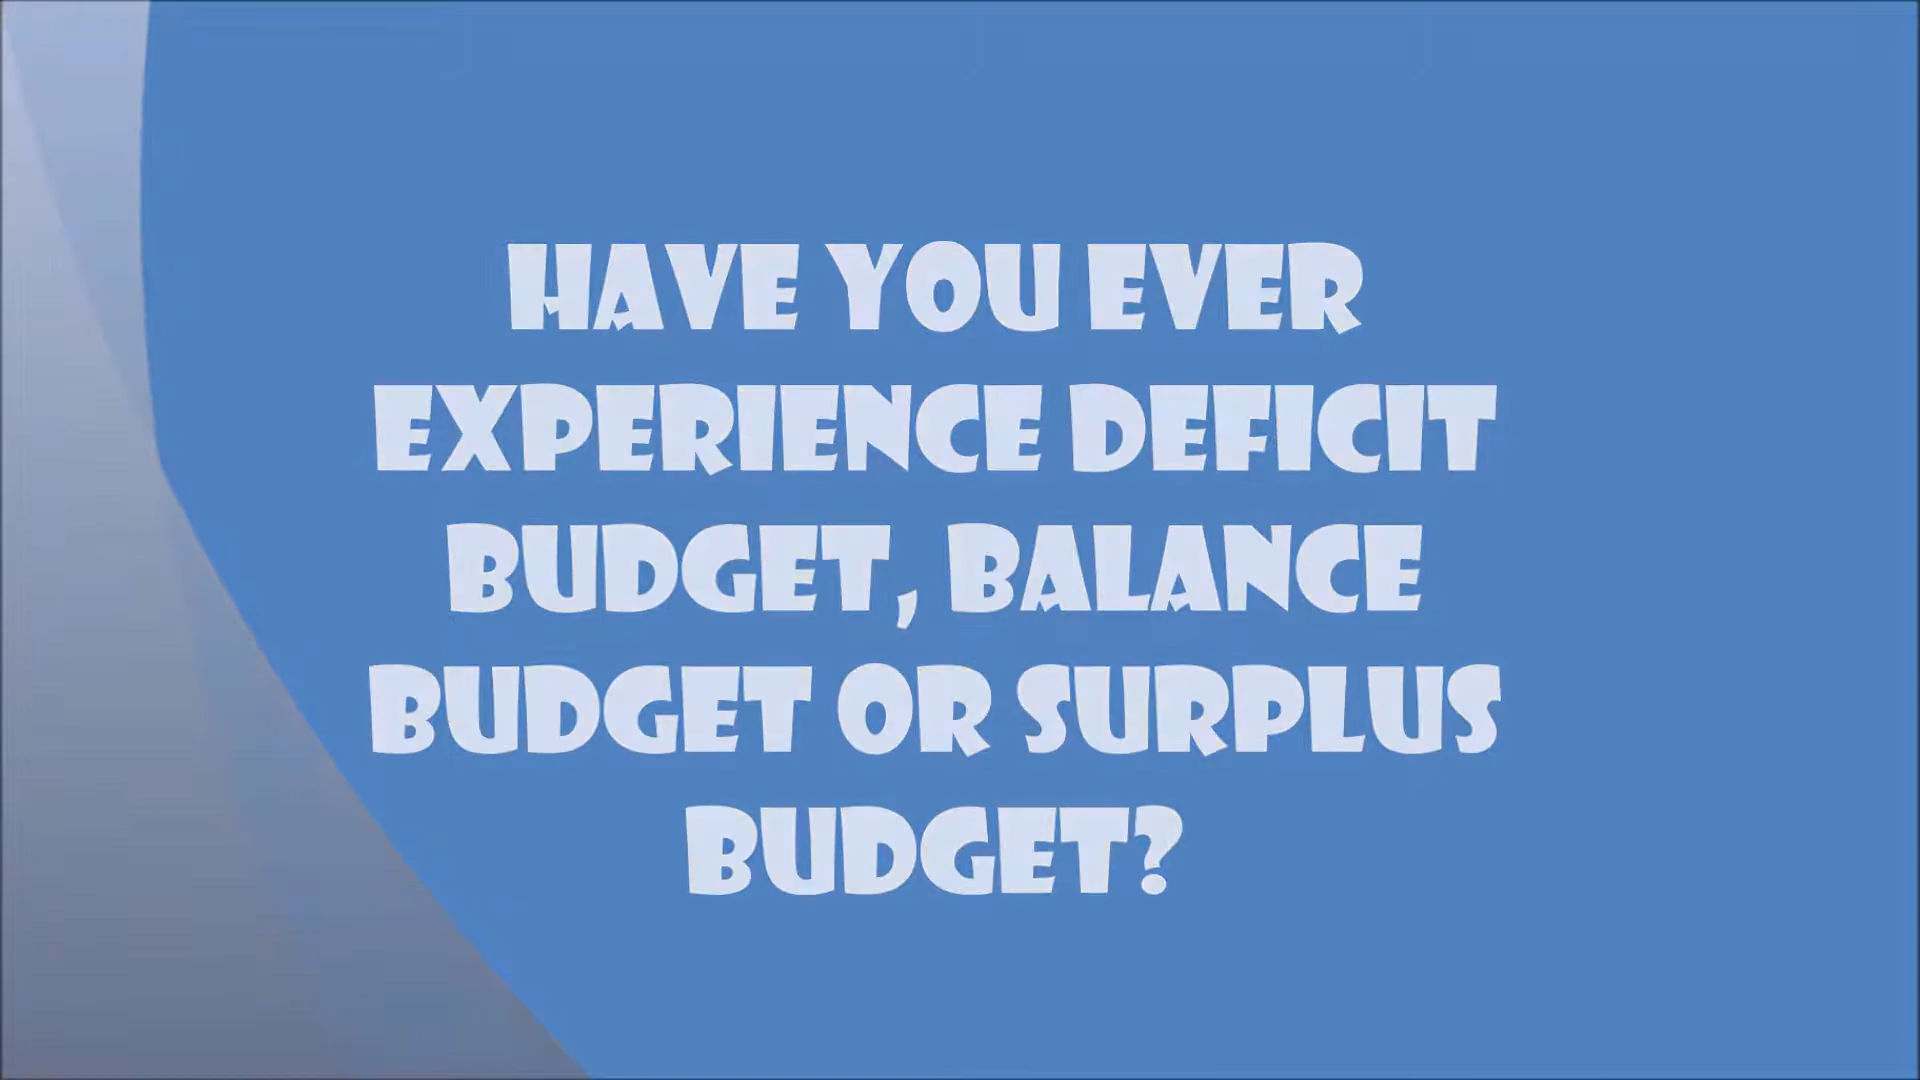 HAVE YOU EVER
EXPERIENCE DEFICIT
BUDGET, BALANCE
BUDGET OR SURPLUS
BUDGET?